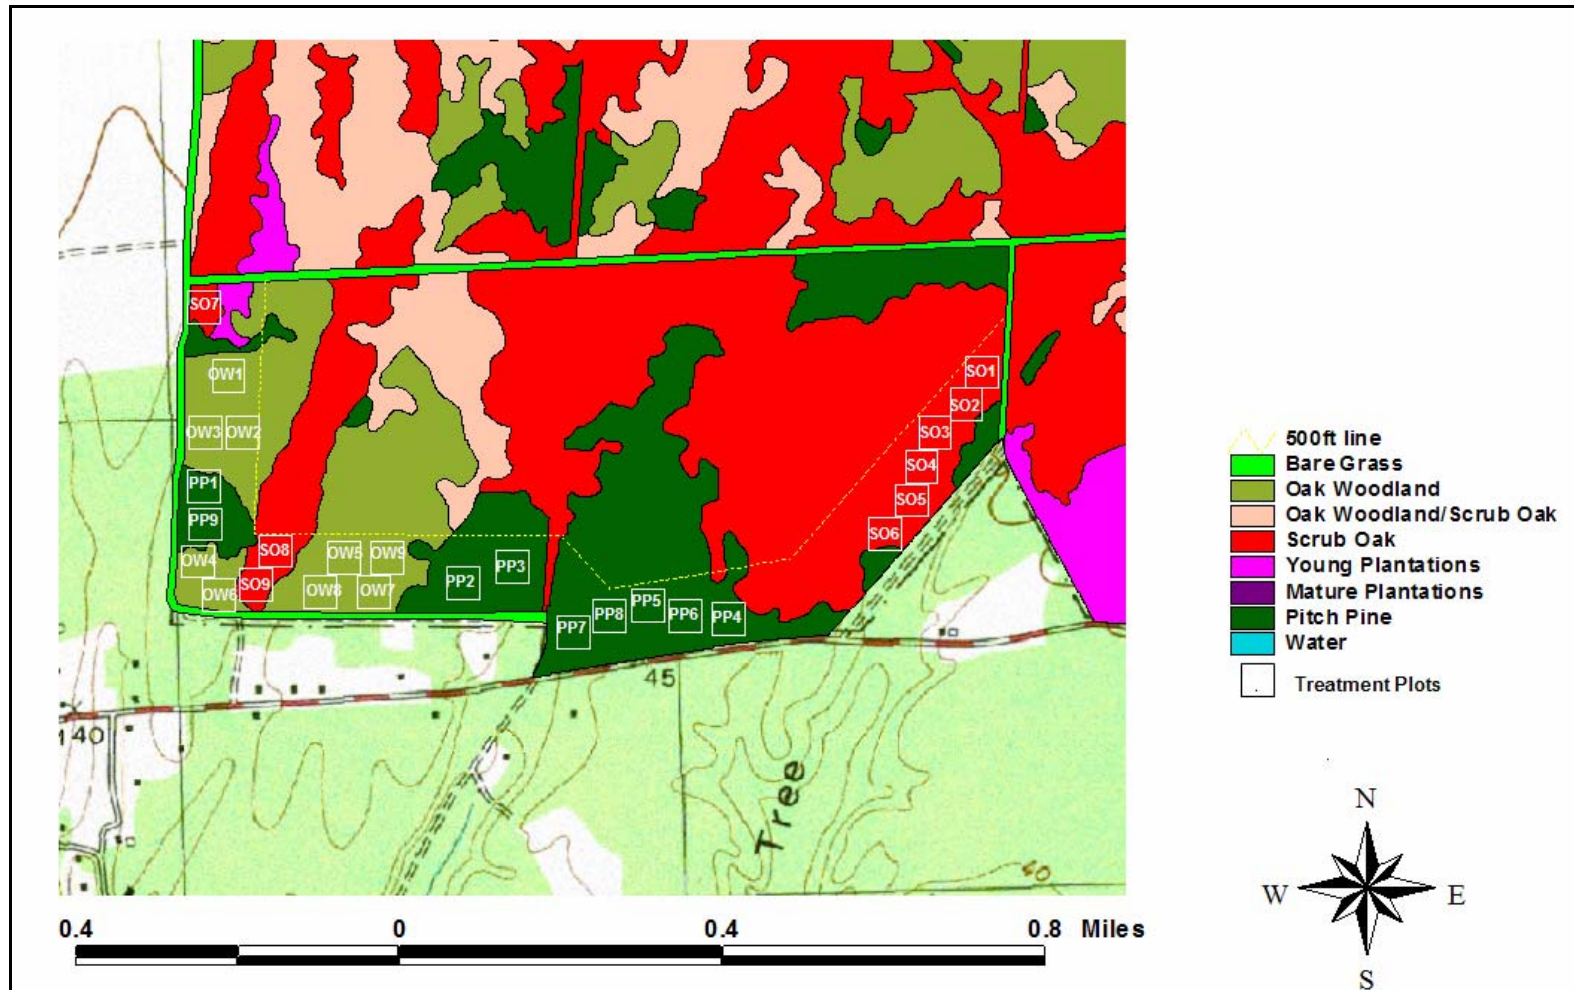 SO7
OW1
SO1
SO2
OW3 OW2
SO3
SO4
PP1
SO5
PP9
SO6
SO8
OW5 OW9
OW4
PP3
SO9
PP2
OW6
OW8 OW7
PP5
PP8
PP6
PP4
PP7
45
140
Tree
40
500ft line
Bare Grass
Oak Woodland
Oak Woodland/Scrub Oak
Scrub Oak
Young Plantations
Mature Plantations
Pitch Pine
Water
Treatment Plots
N
W E
S
0.4 0 0.4 0.8 Miles